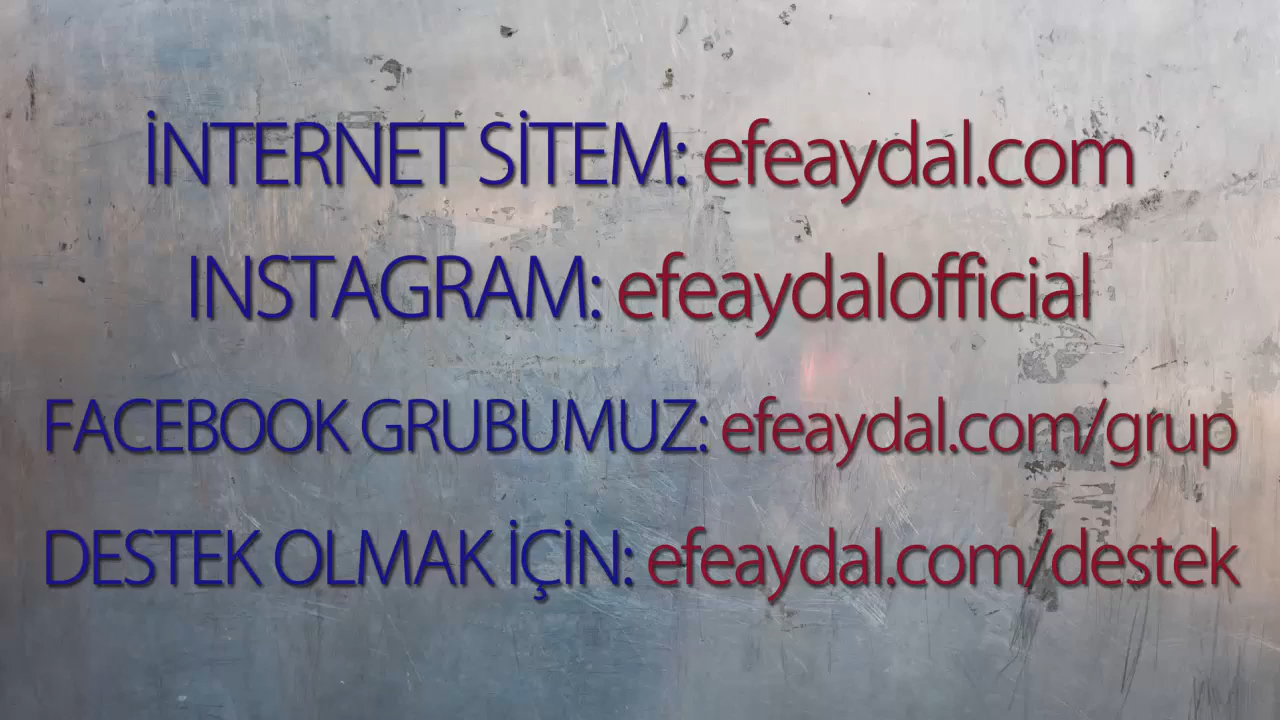 İNTERNET SİTEM: efeaydal.com
INSTAGRAM: efeaydalofficial
FACEBOOK GRUBUMUZ: efeaydal.com/grup
DESTEK OLMAK İÇİN: efeaydal.com/destek